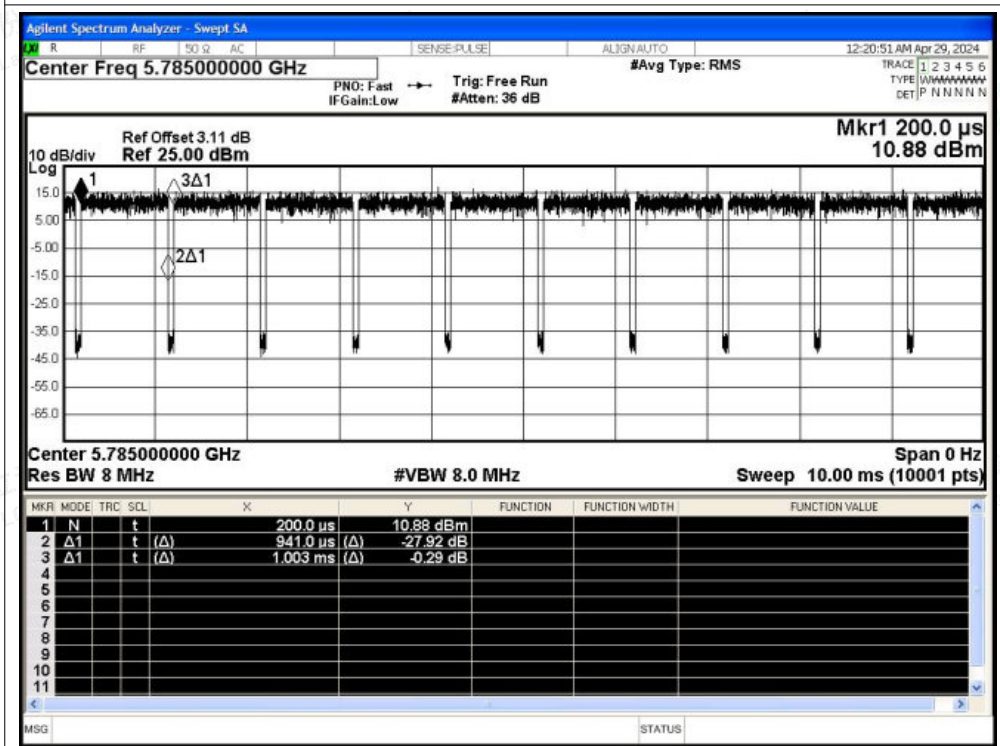 Agilent Spectrum Analyzer - Swept SA
LXI R RF 50 Ω AC SENSE:PULSE ALIGN AUTO 12:20:51 AM Apr 29, 2024
Center Freq 5.785000000 GHz #Avg Type: RMS TRACE 1 2 3 4 5 6
PNO: Fast Trig: Free Run TYPE WWWWWW
IFGain:Low #Atten: 36 dB DET P N N N N N
Mkr1 200.0 µs
Ref Offset 3.11 dB
10 dB/div Ref 25.00 dBm 10.88 dBm
Log
1 3Δ1
15.0
5.00
-5.00
2Δ1
-15.0
-25.0
-35.0
-45.0
-55.0
-65.0
Center 5.785000000 GHz Span 0 Hz
Res BW 8 MHz #VBW 8.0 MHz Sweep 10.00 ms (10001 pts)
MKR MODE TRC SCL X Y FUNCTION FUNCTION WIDTH FUNCTION VALUE
1 N t 200.0 µs 10.88 dBm
2 Δ1 t (Δ) 941.0 µs (Δ) -27.92 dB
3 Δ1 t (Δ) 1.003 ms (Δ) -0.29 dB
4
5
6
7
8
9
10
11
MSG STATUS